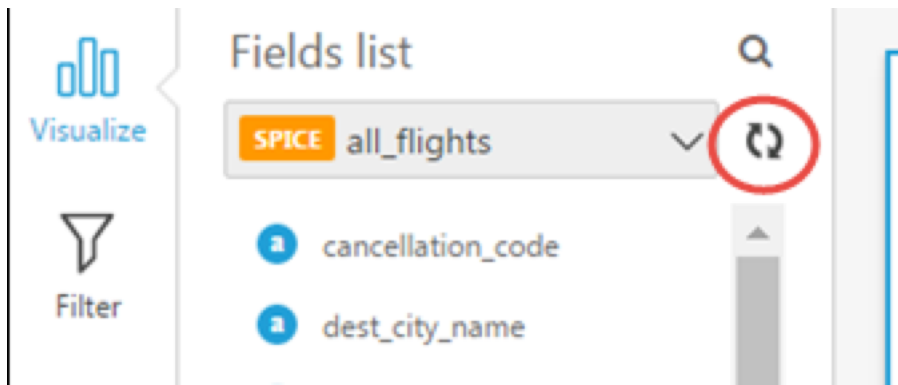 Fields list
Visualize
SPICE all_flights
a cancellation_code
Filter
a dest_city_name